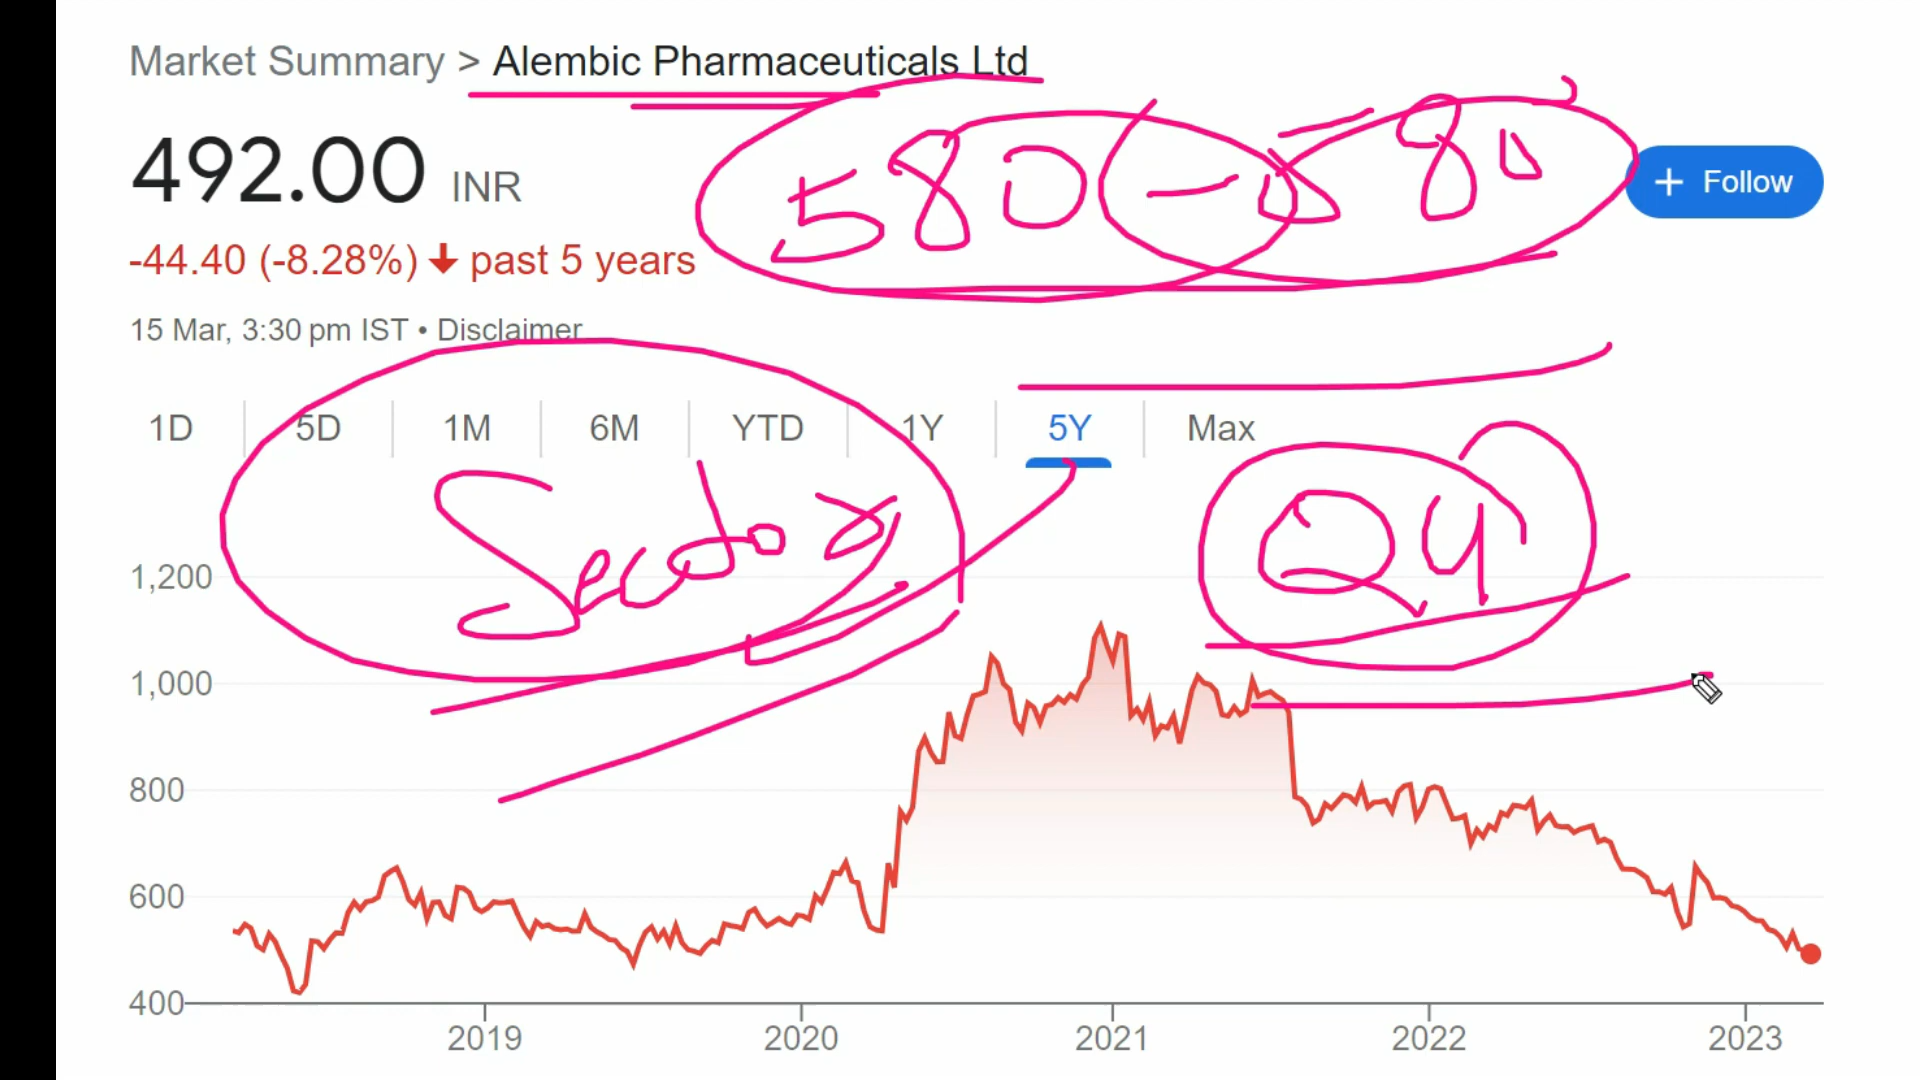 Market Summary > Alembic Pharmaceuticals Ltd
492.00 INR
580 -
+ Follow
-44.40 (-8.28%) ↓ past 5 years
15 Mar, 3:30 pm IST • Disclaimer
1D 5D 1M 6M YTD 1Y 5Y Max
Sector
Q4
1,200
1,000
800
600
400
2019 2020 2021 2022 2023